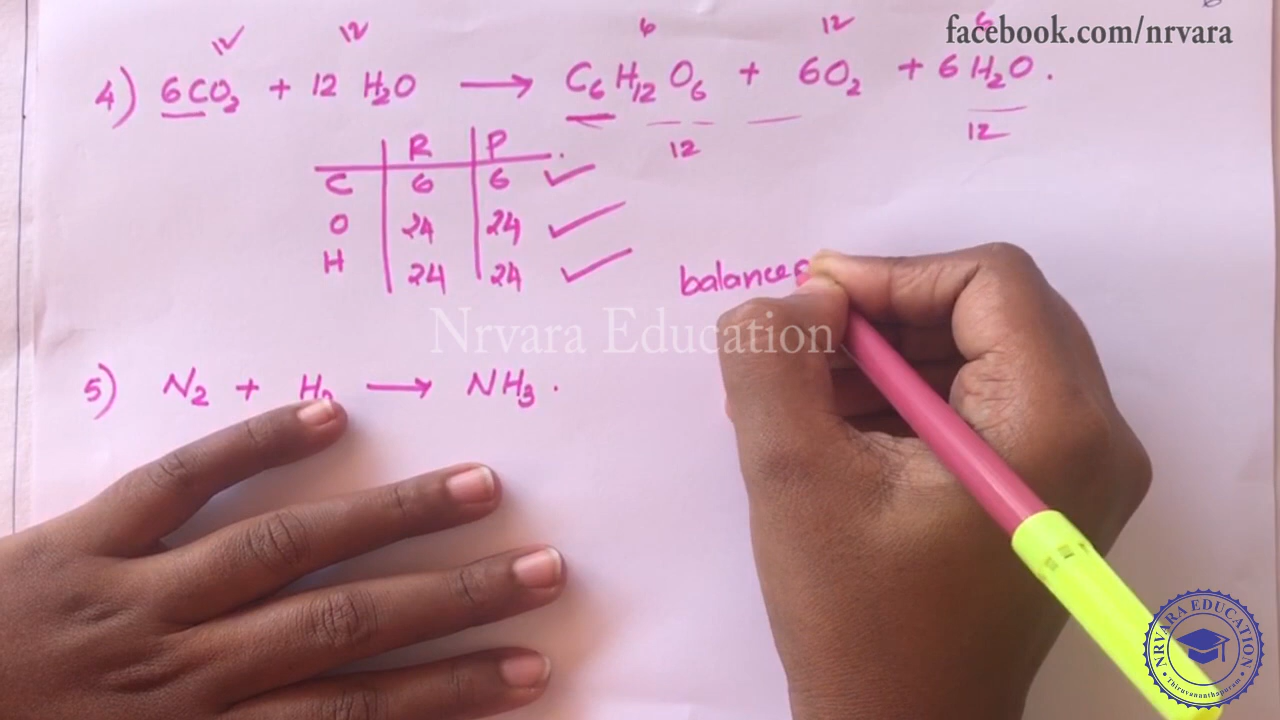 facebook.com/nrvara
12 12 6 12 6
4) 6CO₂ + 12 H₂O → C₆H₁₂O₆ + 6O₂ + 6H₂O.
12 12
R P
C 6 6 ✓
O 24 24 ✓
H 24 24 ✓
balance
Nrvara Education
5) N₂ + H₂ → NH₃.
NRVARA EDUCATION
• Thiruvananthapuram •